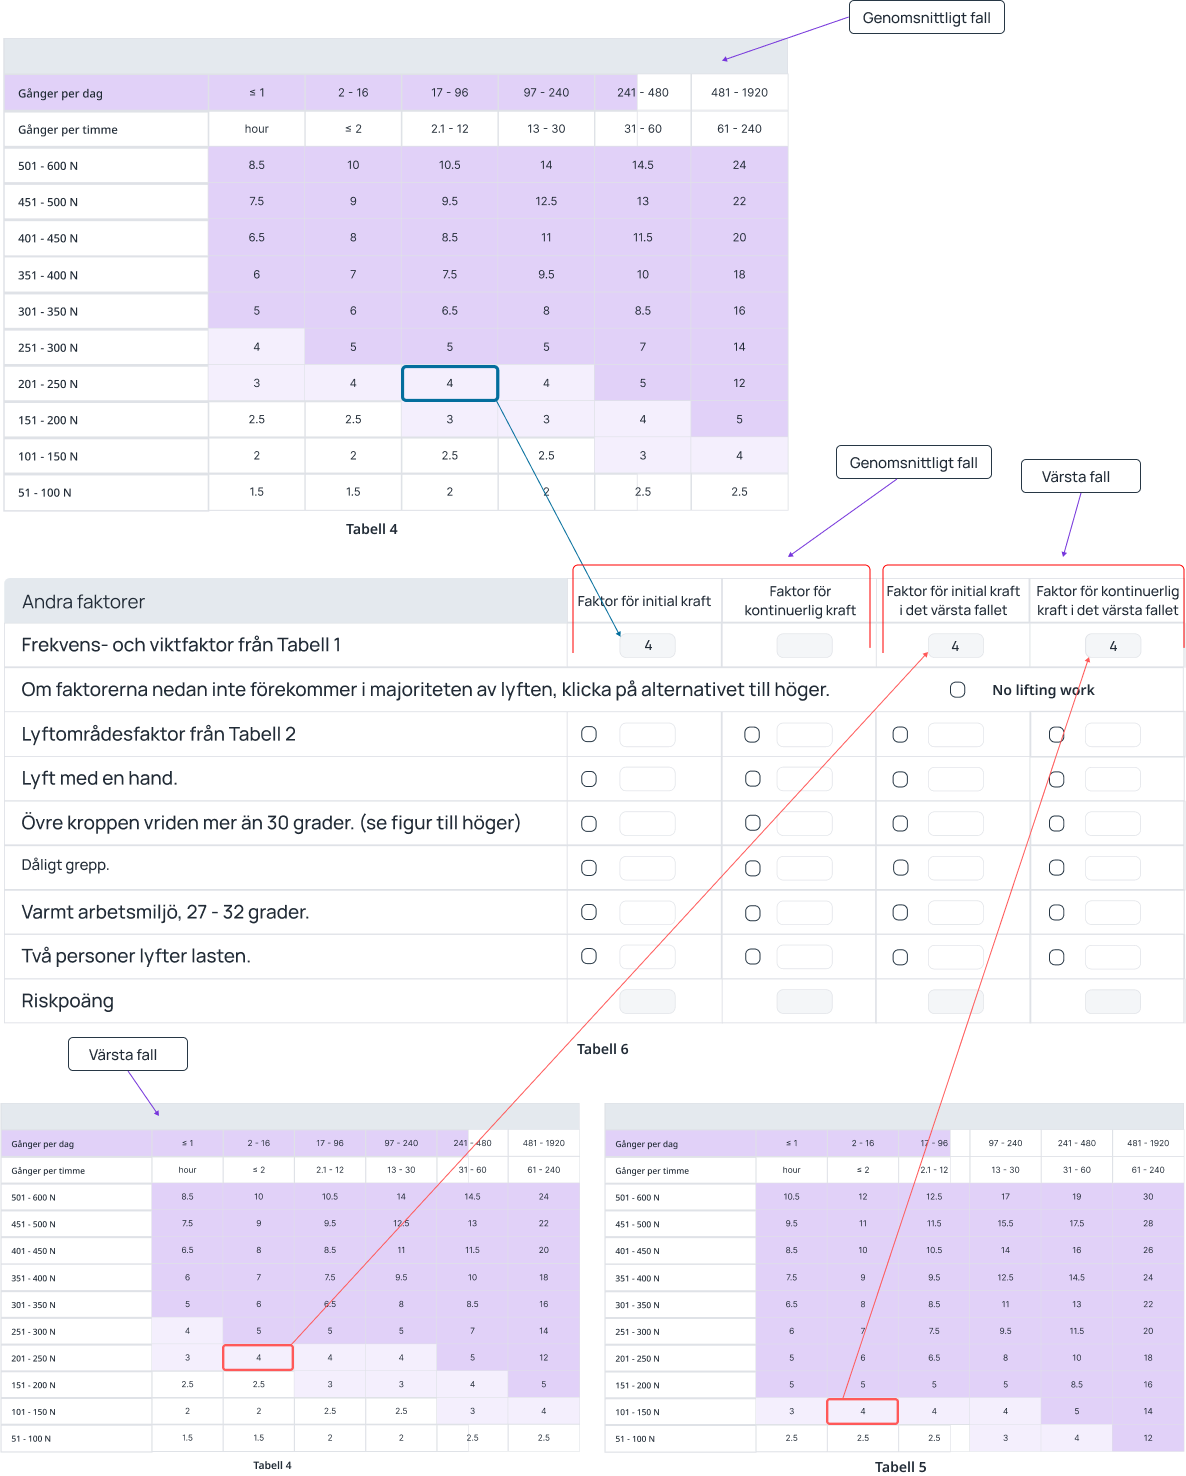 Genomsnittligt fall
Gånger per dag ≤ 1 2 - 16 17 - 96 97 - 240 241 - 480 481 - 1920
Gånger per timme hour ≤ 2 2.1 - 12 13 - 30 31 - 60 61 - 240
501 - 600 N 8.5 10 10.5 14 14.5 24
451 - 500 N 7.5 9 9.5 12.5 13 22
401 - 450 N 6.5 8 8.5 11 11.5 20
351 - 400 N 6 7 7.5 9.5 10 18
301 - 350 N 5 6 6.5 8 8.5 16
251 - 300 N 4 5 5 5 7 14
201 - 250 N 3 4 4 4 5 12
151 - 200 N 2.5 2.5 3 3 4 5
101 - 150 N 2 2 2.5 2.5 3 4
51 - 100 N 1.5 1.5 2 2 2.5 2.5
Tabell 4
Genomsnittligt fall
Värsta fall
Andra faktorer
Faktor för initial kraft
Faktor för
kontinuerlig kraft
Faktor för initial kraft
i det värsta fallet
Faktor för kontinuerlig
kraft i det värsta fallet
Frekvens- och viktfaktor från Tabell 1 4 4 4
Om faktorerna nedan inte förekommer i majoriteten av lyften, klicka på alternativet till höger. No lifting work
Lyftområdesfaktor från Tabell 2
Lyft med en hand.
Övre kroppen vriden mer än 30 grader. (se figur till höger)
Dåligt grepp.
Varmt arbetsmiljö, 27 - 32 grader.
Två personer lyfter lasten.
Riskpoäng
Tabell 6
Värsta fall
Gånger per dag ≤ 1 2 - 16 17 - 96 97 - 240 241 - 480 481 - 1920
Gånger per timme hour ≤ 2 2.1 - 12 13 - 30 31 - 60 61 - 240
501 - 600 N 8.5 10 10.5 14 14.5 24
451 - 500 N 7.5 9 9.5 12.5 13 22
401 - 450 N 6.5 8 8.5 11 11.5 20
351 - 400 N 6 7 7.5 9.5 10 18
301 - 350 N 5 6 6.5 8 8.5 16
251 - 300 N 4 5 5 5 7 14
201 - 250 N 3 4 4 4 5 12
151 - 200 N 2.5 2.5 3 3 4 5
101 - 150 N 2 2 2.5 2.5 3 4
51 - 100 N 1.5 1.5 2 2 2.5 2.5
Tabell 4
Gånger per dag ≤ 1 2 - 16 17 - 96 97 - 240 241 - 480 481 - 1920
Gånger per timme hour ≤ 2 2.1 - 12 13 - 30 31 - 60 61 - 240
501 - 600 N 10.5 12 12.5 17 19 30
451 - 500 N 9.5 11 11.5 15.5 17.5 28
401 - 450 N 8.5 10 10.5 14 16 26
351 - 400 N 7.5 9 9.5 12.5 14.5 24
301 - 350 N 6.5 8 8.5 11 13 22
251 - 300 N 6 7 7.5 9.5 11.5 20
201 - 250 N 5 6 6.5 8 10 18
151 - 200 N 5 5 5 5 8.5 16
101 - 150 N 3 4 4 4 5 14
51 - 100 N 2.5 2.5 2.5 3 4 12
Tabell 5